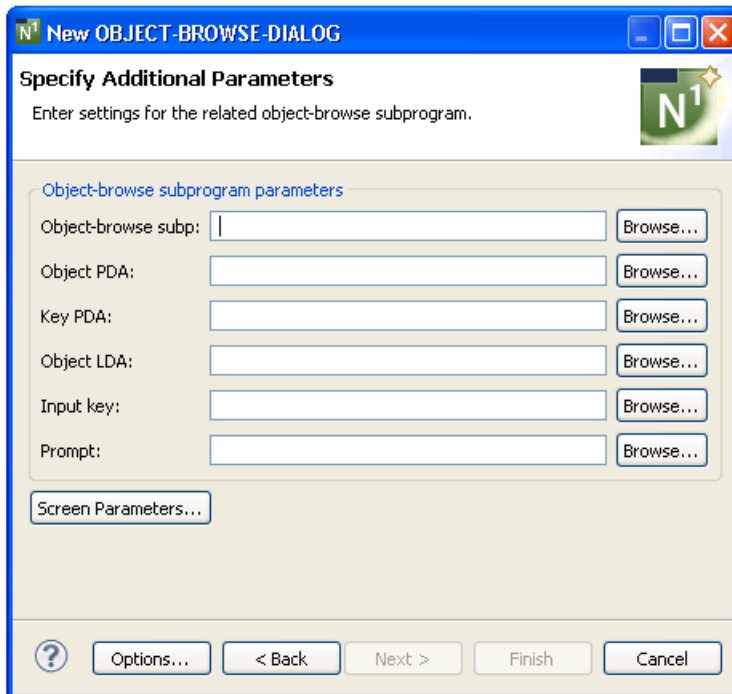 N1 New OBJECT-BROWSE-DIALOG
Specify Additional Parameters
Enter settings for the related object-browse subprogram.
N1
Object-browse subprogram parameters
Object-browse subp: Browse...
Object PDA: Browse...
Key PDA: Browse...
Object LDA: Browse...
Input key: Browse...
Prompt: Browse...
Screen Parameters...
? Options... < Back Next > Finish Cancel